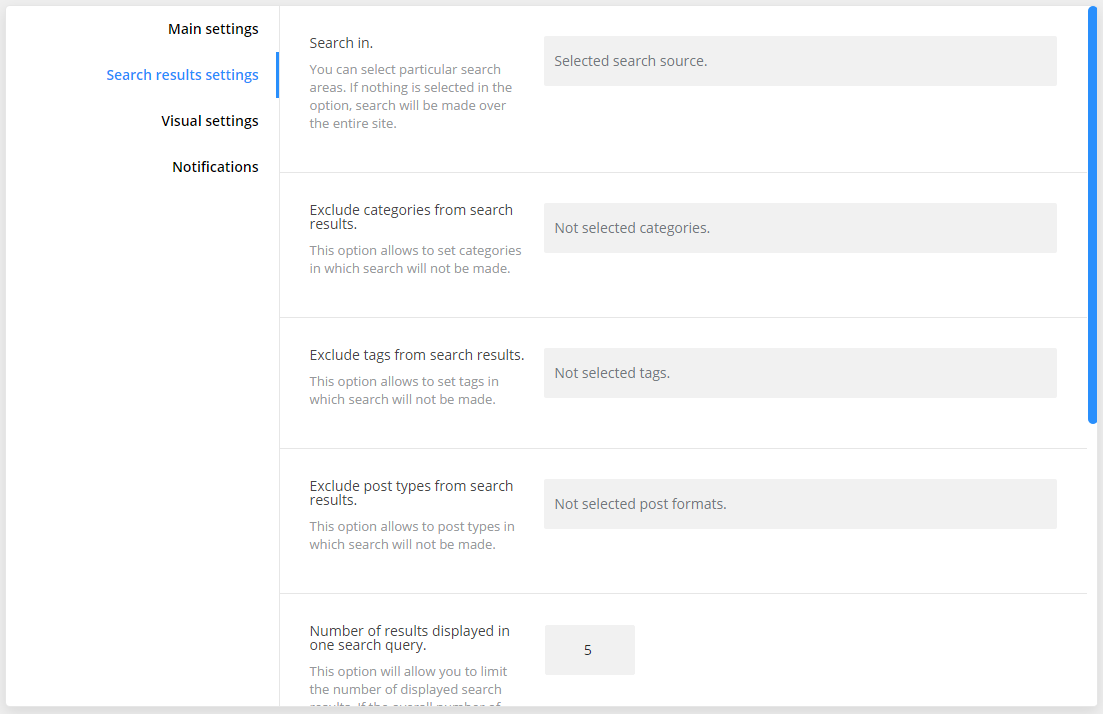 Main settings
Search results settings
Visual settings
Notifications
Search in.
You can select particular search
areas. If nothing is selected in the
option, search will be made over
the entire site.
Selected search source.
Exclude categories from search
results.
This option allows to set categories
in which search will not be made.
Not selected categories.
Exclude tags from search results.
This option allows to set tags in
which search will not be made.
Not selected tags.
Exclude post types from search
results.
This option allows to post types in
which search will not be made.
Not selected post formats.
Number of results displayed in
one search query.
This option will allow you to limit
the number of displayed search
results. If the overall number of
5